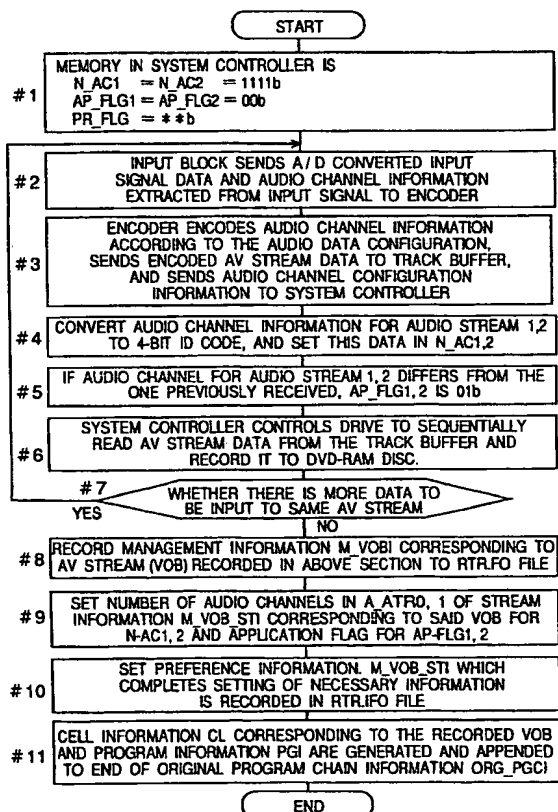 START
MEMORY IN SYSTEM CONTROLLER IS
N_AC1 = N_AC2 = 1111b
#1
AP_FLG1 = AP_FLG2 = 00b
PR_FLG = **b
INPUT BLOCK SENDS A/D CONVERTED INPUT
#2
SIGNAL DATA AND AUDIO CHANNEL INFORMATION
EXTRACTED FROM INPUT SIGNAL TO ENCODER
ENCODER ENCODES AUDIO CHANNEL INFORMATION
ACCORDING TO THE AUDIO DATA CONFIGURATION,
#3
SENDS ENCODED AV STREAM DATA TO TRACK BUFFER,
AND SENDS AUDIO CHANNEL CONFIGURATION
INFORMATION TO SYSTEM CONTROLLER
#4
CONVERT AUDIO CHANNEL INFORMATION FOR AUDIO STREAM 1,2
TO 4-BIT ID CODE, AND SET THIS DATA IN N_AC1,2
#5
IF AUDIO CHANNEL FOR AUDIO STREAM 1,2 DIFFERS FROM THE
ONE PREVIOUSLY RECEIVED, AP_FLG1,2 IS 01b
SYSTEM CONTROLLER CONTROLS DRIVE TO SEQUENTIALLY
#6
READ AV STREAM DATA FROM THE TRACK BUFFER AND
RECORD IT TO DVD-RAM DISC.
#7
WHETHER THERE IS MORE DATA TO
BE INPUT TO SAME AV STREAM
YES
NO
#8
RECORD MANAGEMENT INFORMATION M_VOBI CORRESPONDING TO
AV STREAM (VOB) RECORDED IN ABOVE SECTION TO RTR.IFO FILE
#9
SET NUMBER OF AUDIO CHANNELS IN A_ATR0, 1 OF STREAM
INFORMATION M_VOB_STI CORRESPONDING TO SAID VOB FOR
N-AC1, 2 AND APPLICATION FLAG FOR AP-FLG1, 2
#10
SET PREFERENCE INFORMATION. M_VOB_STI WHICH
COMPLETES SETTING OF NECESSARY INFORMATION
IS RECORDED IN RTR.IFO FILE
#11
CELL INFORMATION CL CORRESPONDING TO THE RECORDED VOB
AND PROGRAM INFORMATION PGI ARE GENERATED AND APPENDED
TO END OF ORIGINAL PROGRAM CHAIN INFORMATION ORG_PGCI
END